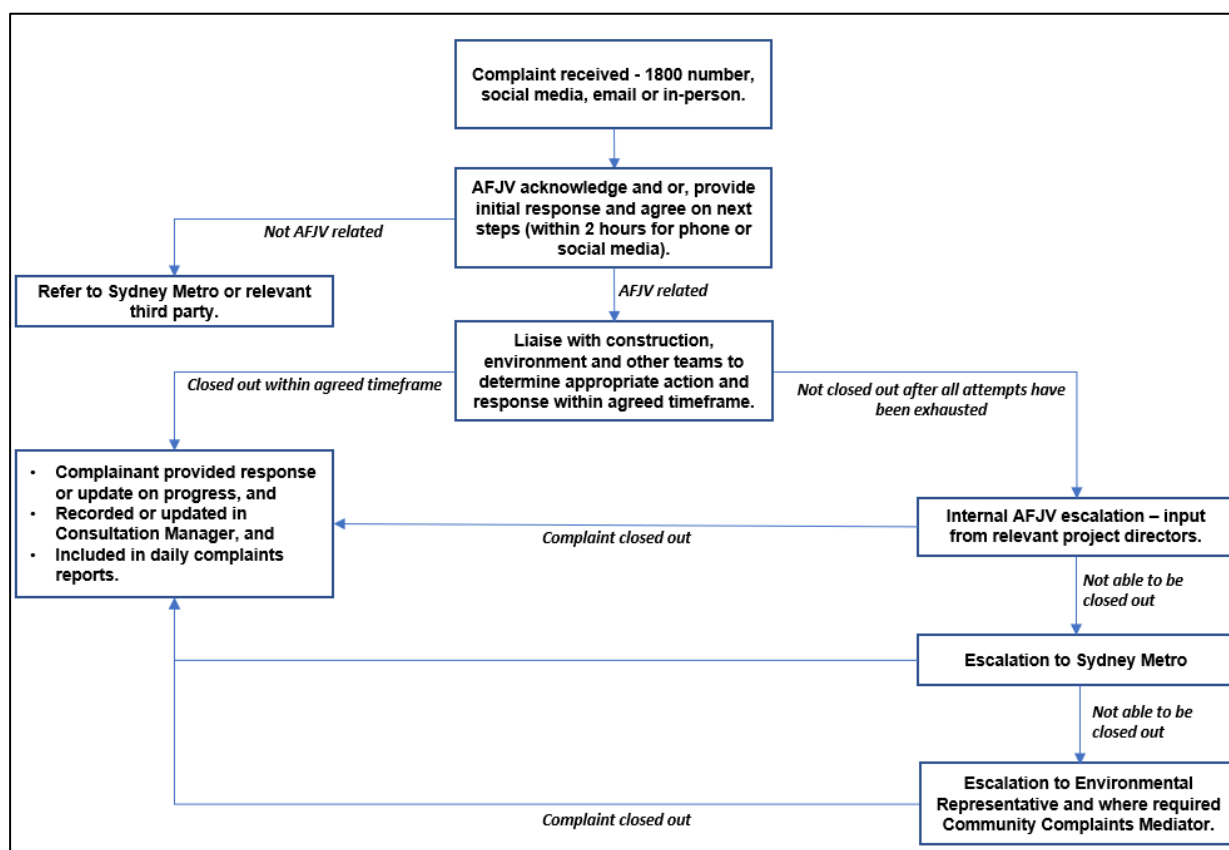 Complaint received - 1800 number,
social media, email or in-person.
AFJV acknowledge and or, provide
initial response and agree on next
steps (within 2 hours for phone or
social media).
Not AFJV related
Refer to Sydney Metro or relevant
third party.
AFJV related
Liaise with construction,
environment and other teams to
determine appropriate action and
response within agreed timeframe.
Closed out within agreed timeframe
Not closed out after all attempts have
been exhausted
• Complainant provided response
or update on progress, and
• Recorded or updated in
Consultation Manager, and
• Included in daily complaints
reports.
Internal AFJV escalation – input
from relevant project directors.
Complaint closed out
Not able to be
closed out
Escalation to Sydney Metro
Not able to be
closed out
Escalation to Environmental
Representative and where required
Community Complaints Mediator.
Complaint closed out